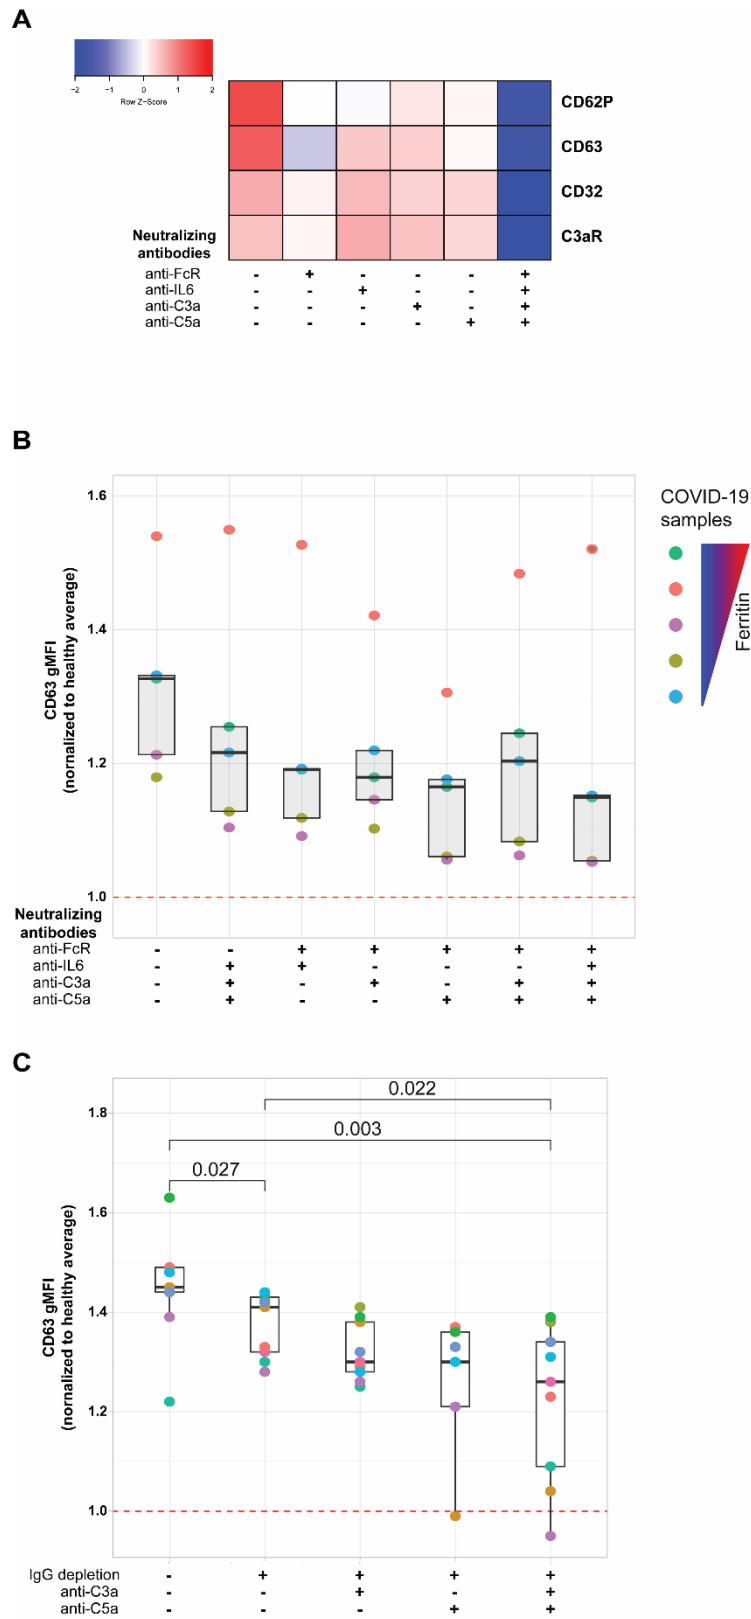 A
−2 −1 0 1 2
Row Z-Score
CD62P
CD63
CD32
C3aR
Neutralizing
antibodies
anti-FcR - + - - - +
anti-IL6 - - + - - +
anti-C3a - - - + - +
anti-C5a - - - - + +
B
1.6
1.4
1.2
1.0
CD63 gMFI
(nornalized to healthy average)
COVID-19
samples
Ferritin
Neutralizing
antibodies
anti-FcR - - + + + + +
anti-IL6 - + + - - - +
anti-C3a - + - + - + +
anti-C5a - + - - + + +
C
0.022
0.003
0.027
1.8
1.6
1.4
1.2
1.0
CD63 gMFI
(nornalized to healthy average)
IgG depletion - + + + +
anti-C3a - - + - +
anti-C5a - - - + +